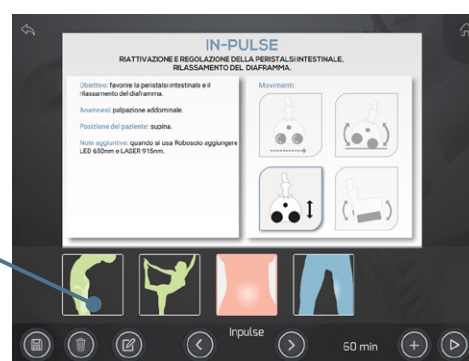 IN-PULSE
RIATTIVAZIONE E REGOLAZIONE DELLA PERISTALSI INTESTINALE,
RILASSAMENTO DEL DIAFRAMMA.
Obiettivo: favorire la peristalsi intestinale e il
rilassamento del diaframma.
Anamnesi: palpazione addominale.
Posizione del paziente: supina.
Note aggiuntive: quando si usa Robosolo aggiungere
LED 650nm e LASER 915nm.
Movimenti:
Inpulse
50 min